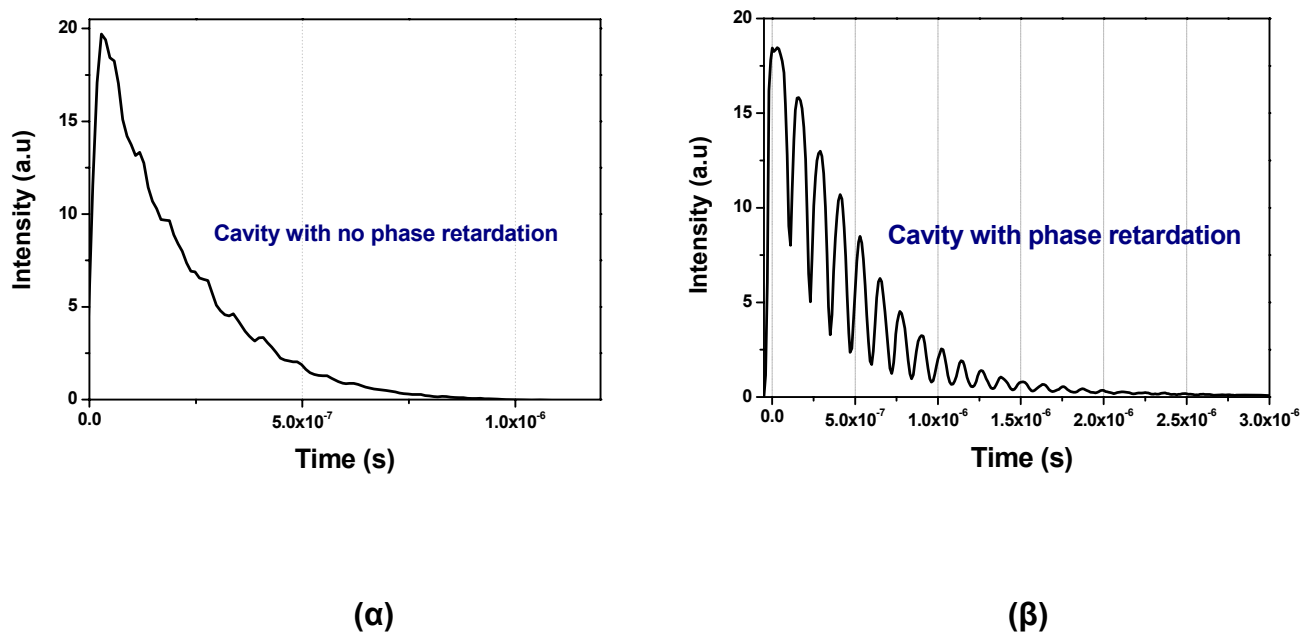 20
15
10
5
0
Intensity (a.u)
Cavity with no phase retardation
0.0
5.0x10⁻⁷
1.0x10⁻⁶
Time (s)
(α)
20
15
10
5
0
Intensity (a.u)
Cavity with phase retardation
0.0
5.0x10⁻⁷
1.0x10⁻⁶
1.5x10⁻⁶
2.0x10⁻⁶
2.5x10⁻⁶
3.0x10⁻⁶
Time (s)
(β)